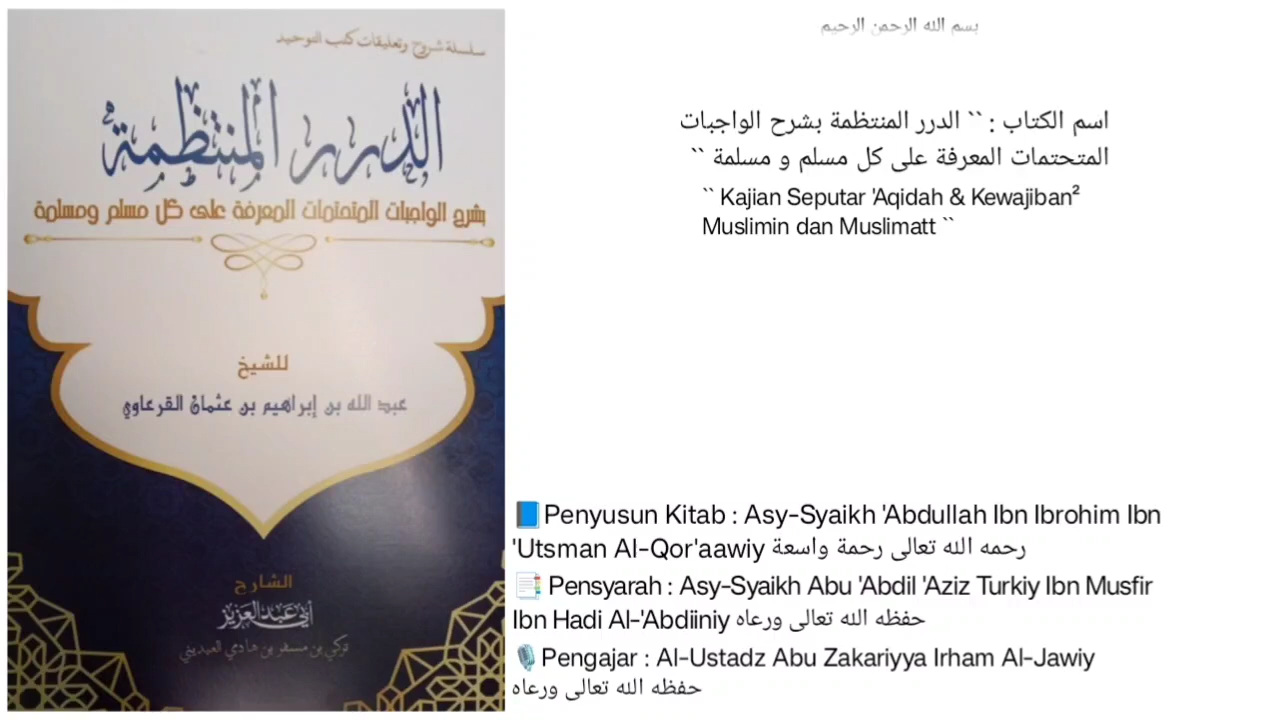 سلسلة شروح وتعليقات كتب التوحيد
الدرر المنتظمة
بشرح الواجبات المتحتمات المعرفة على كل مسلم ومسلمة
للشيخ
عبد الله بن إبراهيم بن عثمان القرعاوي
الشارح
أبي عبد العزيز
تركي بن مسفر بن هادي العبديني
بسم الله الرحمن الرحيم
اسم الكتاب : `` الدرر المنتظمة بشرح الواجبات
المتحتمات المعرفة على كل مسلم و مسلمة ``
`` Kajian Seputar 'Aqidah & Kewajiban²
Muslimin dan Muslimatt ``
📘Penyusun Kitab : Asy-Syaikh 'Abdullah Ibn Ibrohim Ibn
'Utsman Al-Qor'aawiy رحمه الله تعالى رحمة واسعة
📑 Pensyarah : Asy-Syaikh Abu 'Abdil 'Aziz Turkiy Ibn Musfir
Ibn Hadi Al-'Abdiiniy حفظه الله تعالى ورعاه
🎙️Pengajar : Al-Ustadz Abu Zakariyya Irham Al-Jawiy
حفظه الله تعالى ورعاه